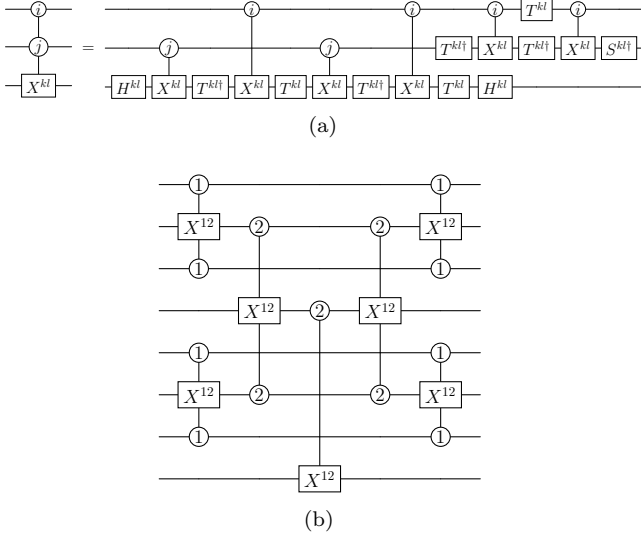 i i i i T^{kl} i
j = j j T^{kl†} X^{kl} T^{kl†} X^{kl} S^{kl†}
X^{kl} H^{kl} X^{kl} T^{kl†} X^{kl} T^{kl} X^{kl} T^{kl†} X^{kl} T^{kl} H^{kl}
(a)
1 1
X^{12} 2 2 X^{12}
1 1
X^{12} 2 X^{12}
1 1
X^{12} 2 2 X^{12}
1 1
X^{12}
(b)